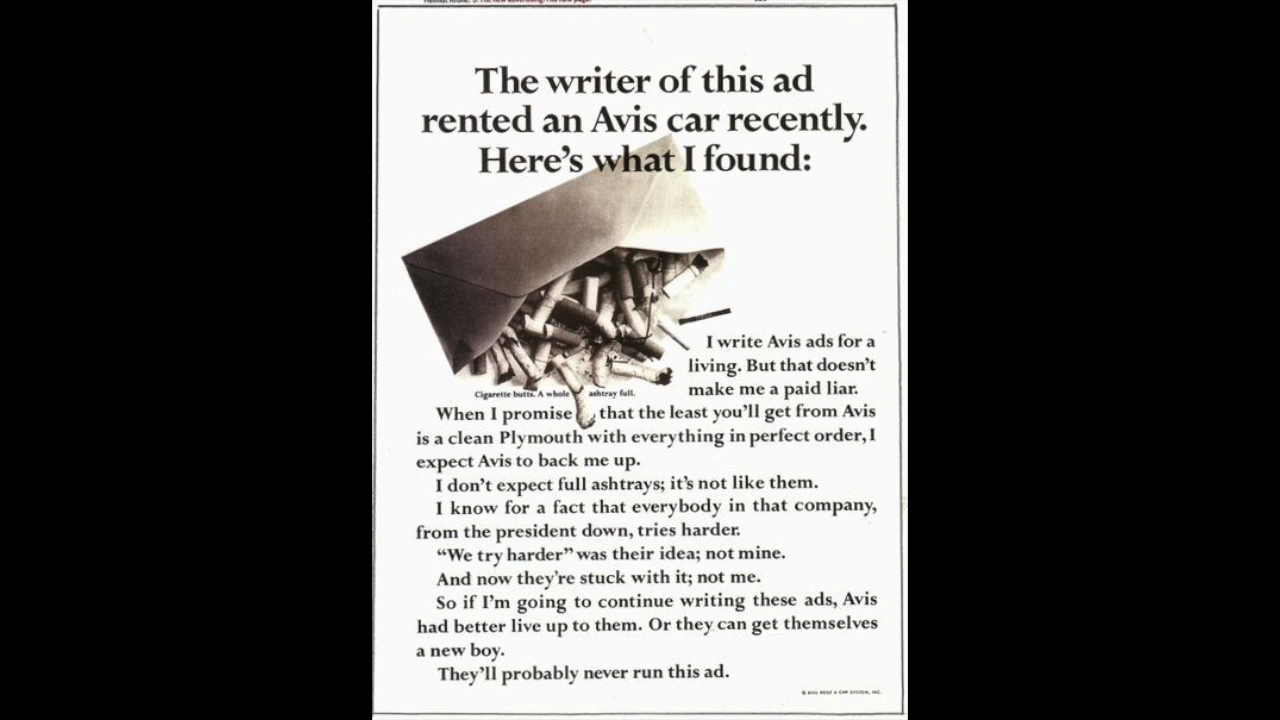 The writer of this ad
rented an Avis car recently.
Here's what I found:
I write Avis ads for a
living. But that doesn't
make me a paid liar.
Cigarette butts. A whole ashtray full.
When I promise that the least you'll get from Avis
is a clean Plymouth with everything in perfect order, I
expect Avis to back me up.
I don't expect full ashtrays; it's not like them.
I know for a fact that everybody in that company,
from the president down, tries harder.
“We try harder” was their idea; not mine.
And now they're stuck with it; not me.
So if I'm going to continue writing these ads, Avis
had better live up to them. Or they can get themselves
a new boy.
They'll probably never run this ad.
© AVIS RENT A CAR SYSTEM, INC.